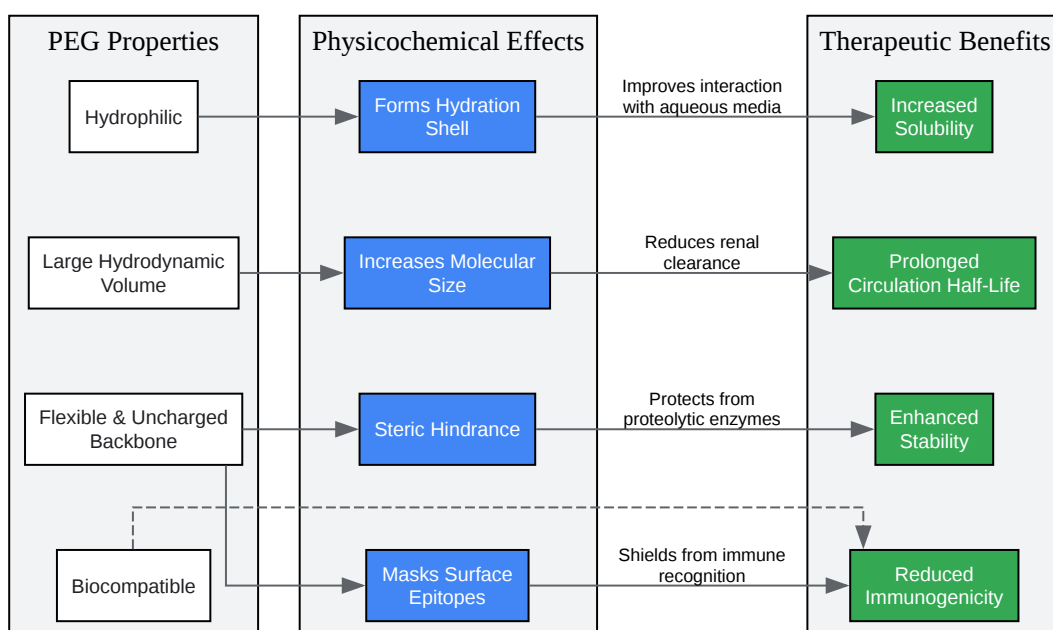 PEG Properties
Physicochemical Effects
Therapeutic Benefits
Hydrophilic
Forms Hydration
Shell
Improves interaction
with aqueous media
Increased
Solubility
Large Hydrodynamic
Volume
Increases Molecular
Size
Reduces renal
clearance
Prolonged
Circulation Half-Life
Flexible & Uncharged
Backbone
Steric Hindrance
Protects from
proteolytic enzymes
Enhanced
Stability
Biocompatible
Masks Surface
Epitopes
Shields from immune
recognition
Reduced
Immunogenicity